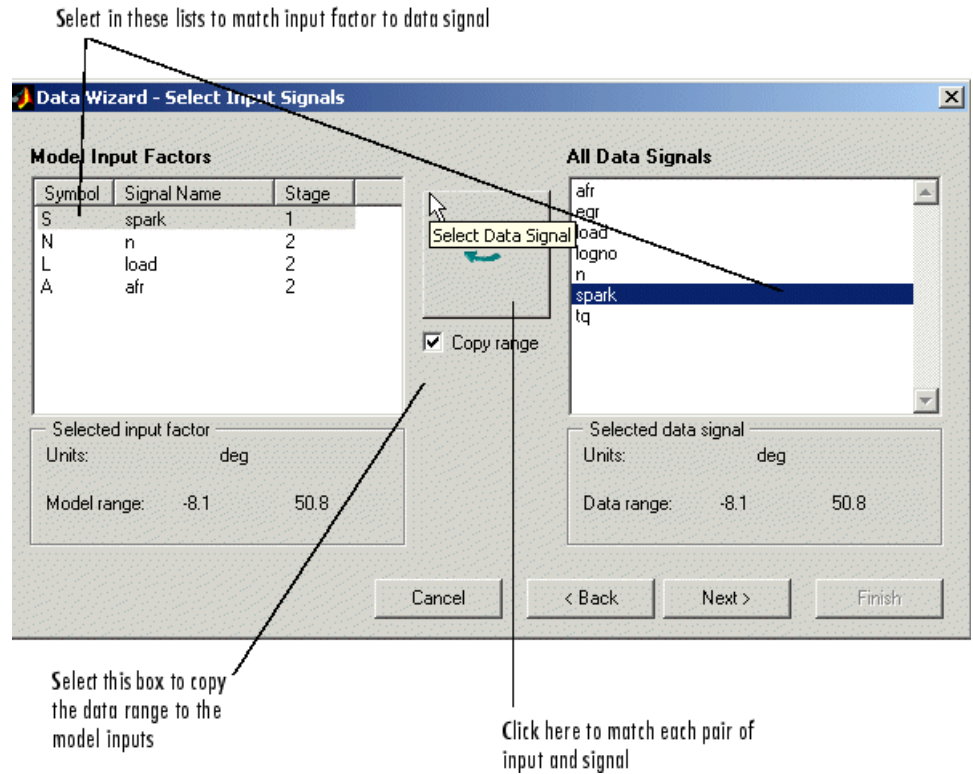 Select in these lists to match input factor to data signal
Data Wizard - Select Input Signals
Model Input Factors
Symbol Signal Name Stage
S spark 1
N n 2
L load 2
A afr 2
Select Data Signal
Copy range
All Data Signals
afr
egr
load
logno
n
spark
tq
Selected input factor
Units: deg
Model range: -8.1 50.8
Selected data signal
Units: deg
Data range: -8.1 50.8
Cancel
< Back
Next >
Finish
Select this box to copy
the data range to the
model inputs
Click here to match each pair of
input and signal